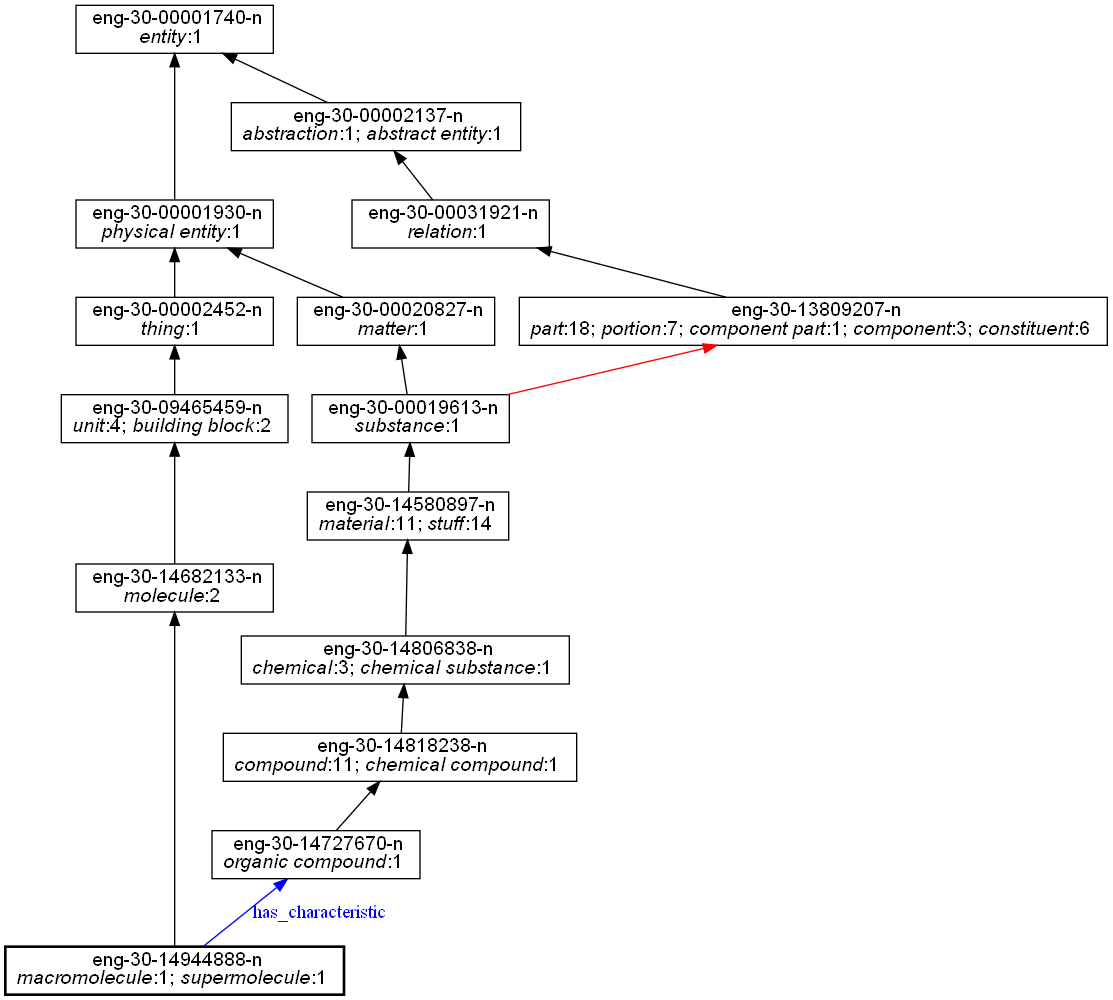 eng-30-00001740-n
entity:1
eng-30-00002137-n
abstraction:1; abstract entity:1
eng-30-00001930-n
physical entity:1
eng-30-00031921-n
relation:1
eng-30-00002452-n
thing:1
eng-30-00020827-n
matter:1
eng-30-13809207-n
part:18; portion:7; component part:1; component:3; constituent:6
eng-30-09465459-n
unit:4; building block:2
eng-30-00019613-n
substance:1
eng-30-14580897-n
material:11; stuff:14
eng-30-14682133-n
molecule:2
eng-30-14806838-n
chemical:3; chemical substance:1
eng-30-14818238-n
compound:11; chemical compound:1
eng-30-14727670-n
organic compound:1
has_characteristic
eng-30-14944888-n
macromolecule:1; supermolecule:1